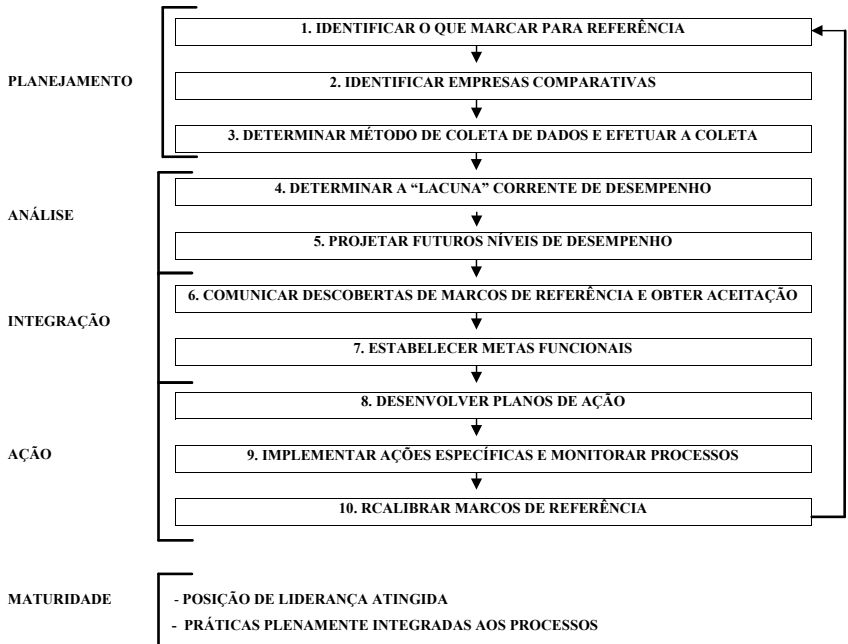 1. IDENTIFICAR O QUE MARCAR PARA REFERÊNCIA
PLANEJAMENTO
2. IDENTIFICAR EMPRESAS COMPARATIVAS
3. DETERMINAR MÉTODO DE COLETA DE DADOS E EFETUAR A COLETA
4. DETERMINAR A “LACUNA” CORRENTE DE DESEMPENHO
ANÁLISE
5. PROJETAR FUTUROS NÍVEIS DE DESEMPENHO
6. COMUNICAR DESCOBERTAS DE MARCOS DE REFERÊNCIA E OBTER ACEITAÇÃO
INTEGRAÇÃO
7. ESTABELECER METAS FUNCIONAIS
8. DESENVOLVER PLANOS DE AÇÃO
AÇÃO
9. IMPLEMENTAR AÇÕES ESPECÍFICAS E MONITORAR PROCESSOS
10. RCALIBRAR MARCOS DE REFERÊNCIA
MATURIDADE
- POSIÇÃO DE LIDERANÇA ATINGIDA
- PRÁTICAS PLENAMENTE INTEGRADAS AOS PROCESSOS